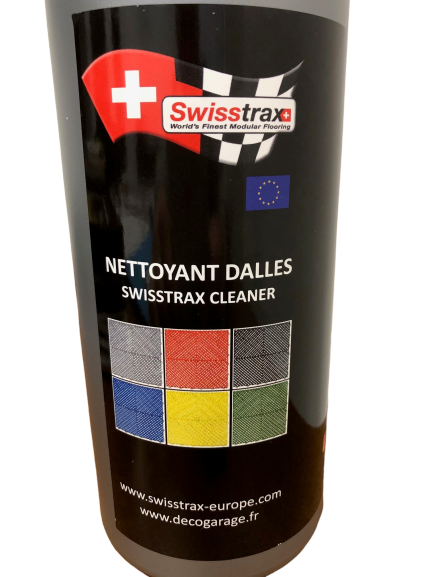 Swisstrax
World's Finest Modular Flooring
NETTOYANT DALLES
SWISSTRAX CLEANER
www.swisstrax-europe.com
www.decogarage.fr